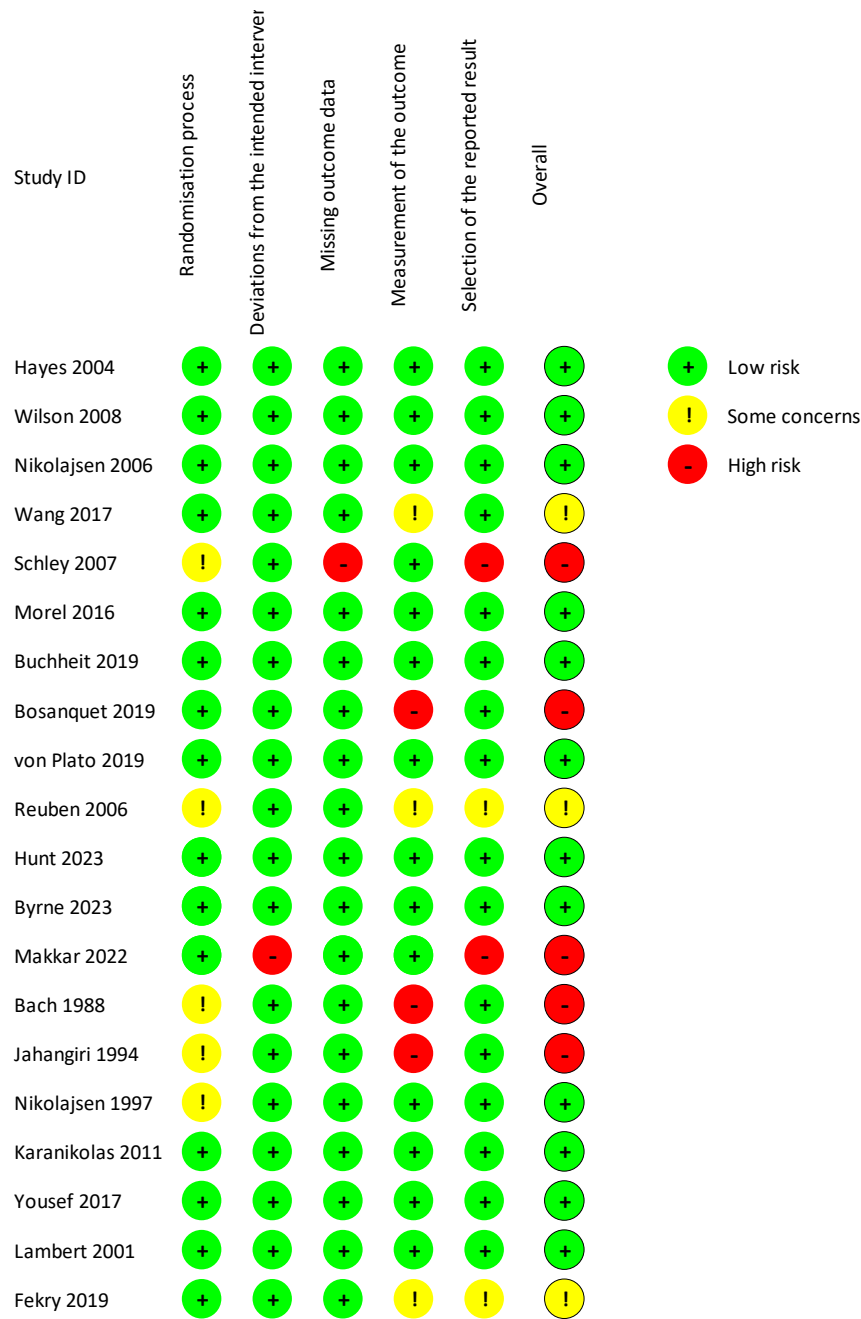 Study ID
Randomisation process
Deviations from the intended interver
Missing outcome data
Measurement of the outcome
Selection of the reported result
Overall
Hayes 2004 + + + + + + + Low risk
Wilson 2008 + + + + + + ! Some concerns
Nikolajsen 2006 + + + + + + - High risk
Wang 2017 + + + ! + !
Schley 2007 ! + - + - -
Morel 2016 + + + + + +
Buchheit 2019 + + + + + +
Bosanquet 2019 + + + - + -
von Plato 2019 + + + + + +
Reuben 2006 ! + + ! ! !
Hunt 2023 + + + + + +
Byrne 2023 + + + + + +
Makkar 2022 + - + + - -
Bach 1988 ! + + - + -
Jahangiri 1994 ! + + - + -
Nikolajsen 1997 ! + + + + +
Karanikolas 2011 + + + + + +
Yousef 2017 + + + + + +
Lambert 2001 + + + + + +
Fekry 2019 + + + ! ! !